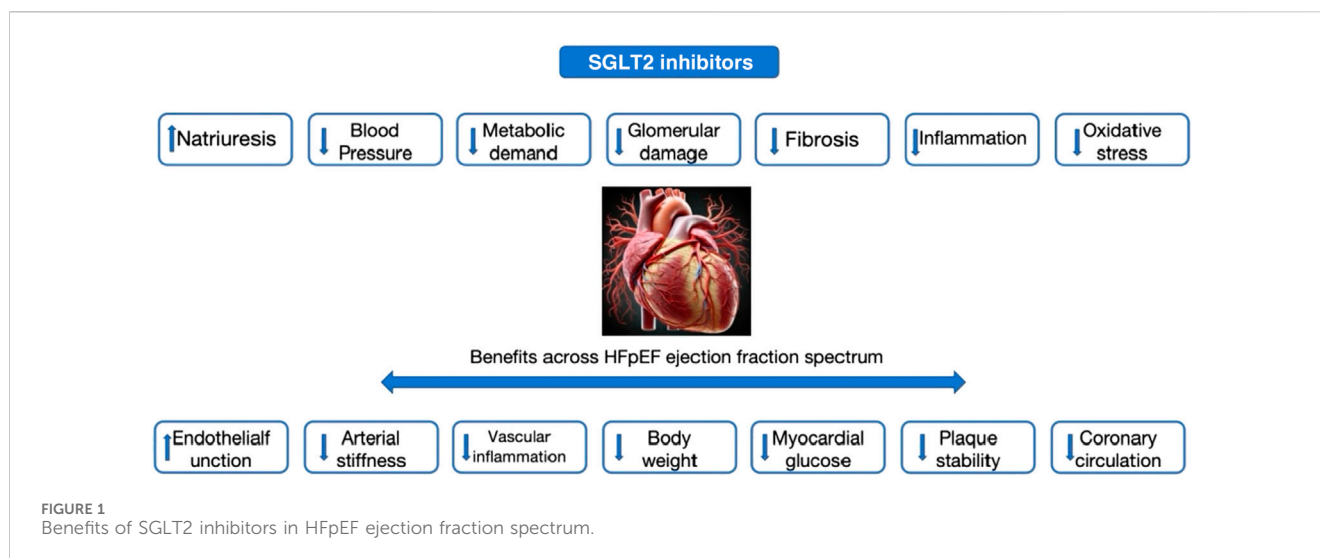 SGLT2 inhibitors
Natriuresis
Blood
Pressure
Metabolic
demand
Glomerular
damage
Fibrosis
Inflammation
Oxidative
stress
Benefits across HFpEF ejection fraction spectrum
Endothelialf
unction
Arterial
stiffness
Vascular
inflammation
Body
weight
Myocardial
glucose
Plaque
stability
Coronary
circulation
FIGURE 1
Benefits of SGLT2 inhibitors in HFpEF ejection fraction spectrum.